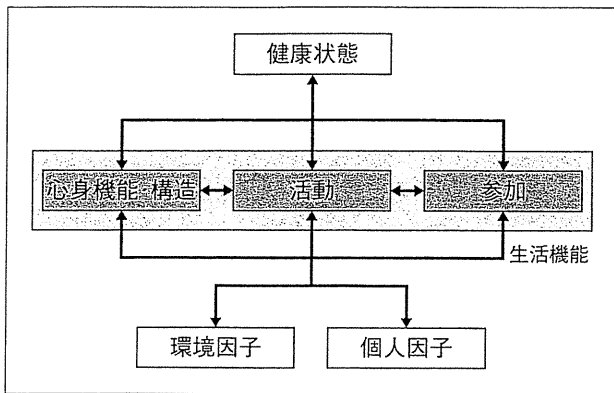 健康状態
心身機能 構造
活動
参加
生活機能
環境因子
個人因子